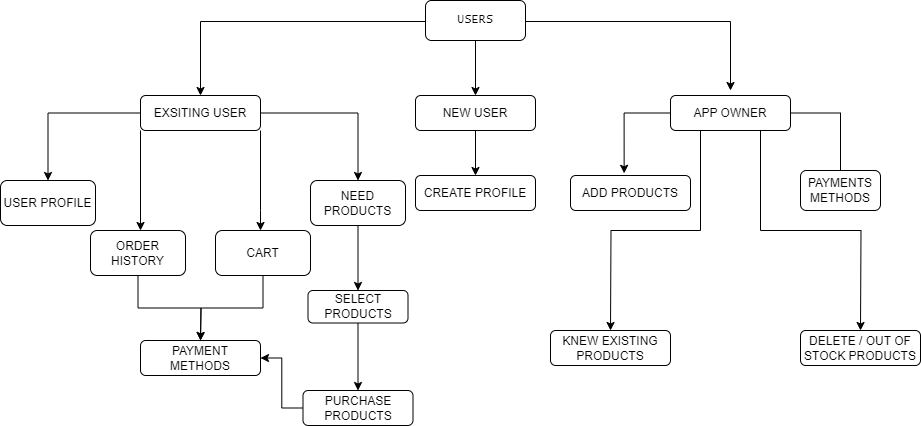 USERS
EXSITING USER
NEW USER
APP OWNER
USER PROFILE
NEED
PRODUCTS
CREATE PROFILE
ADD PRODUCTS
PAYMENTS
METHODS
ORDER
HISTORY
CART
SELECT
PRODUCTS
PAYMENT
METHODS
KNEW EXISTING
PRODUCTS
DELETE / OUT OF
STOCK PRODUCTS
PURCHASE
PRODUCTS